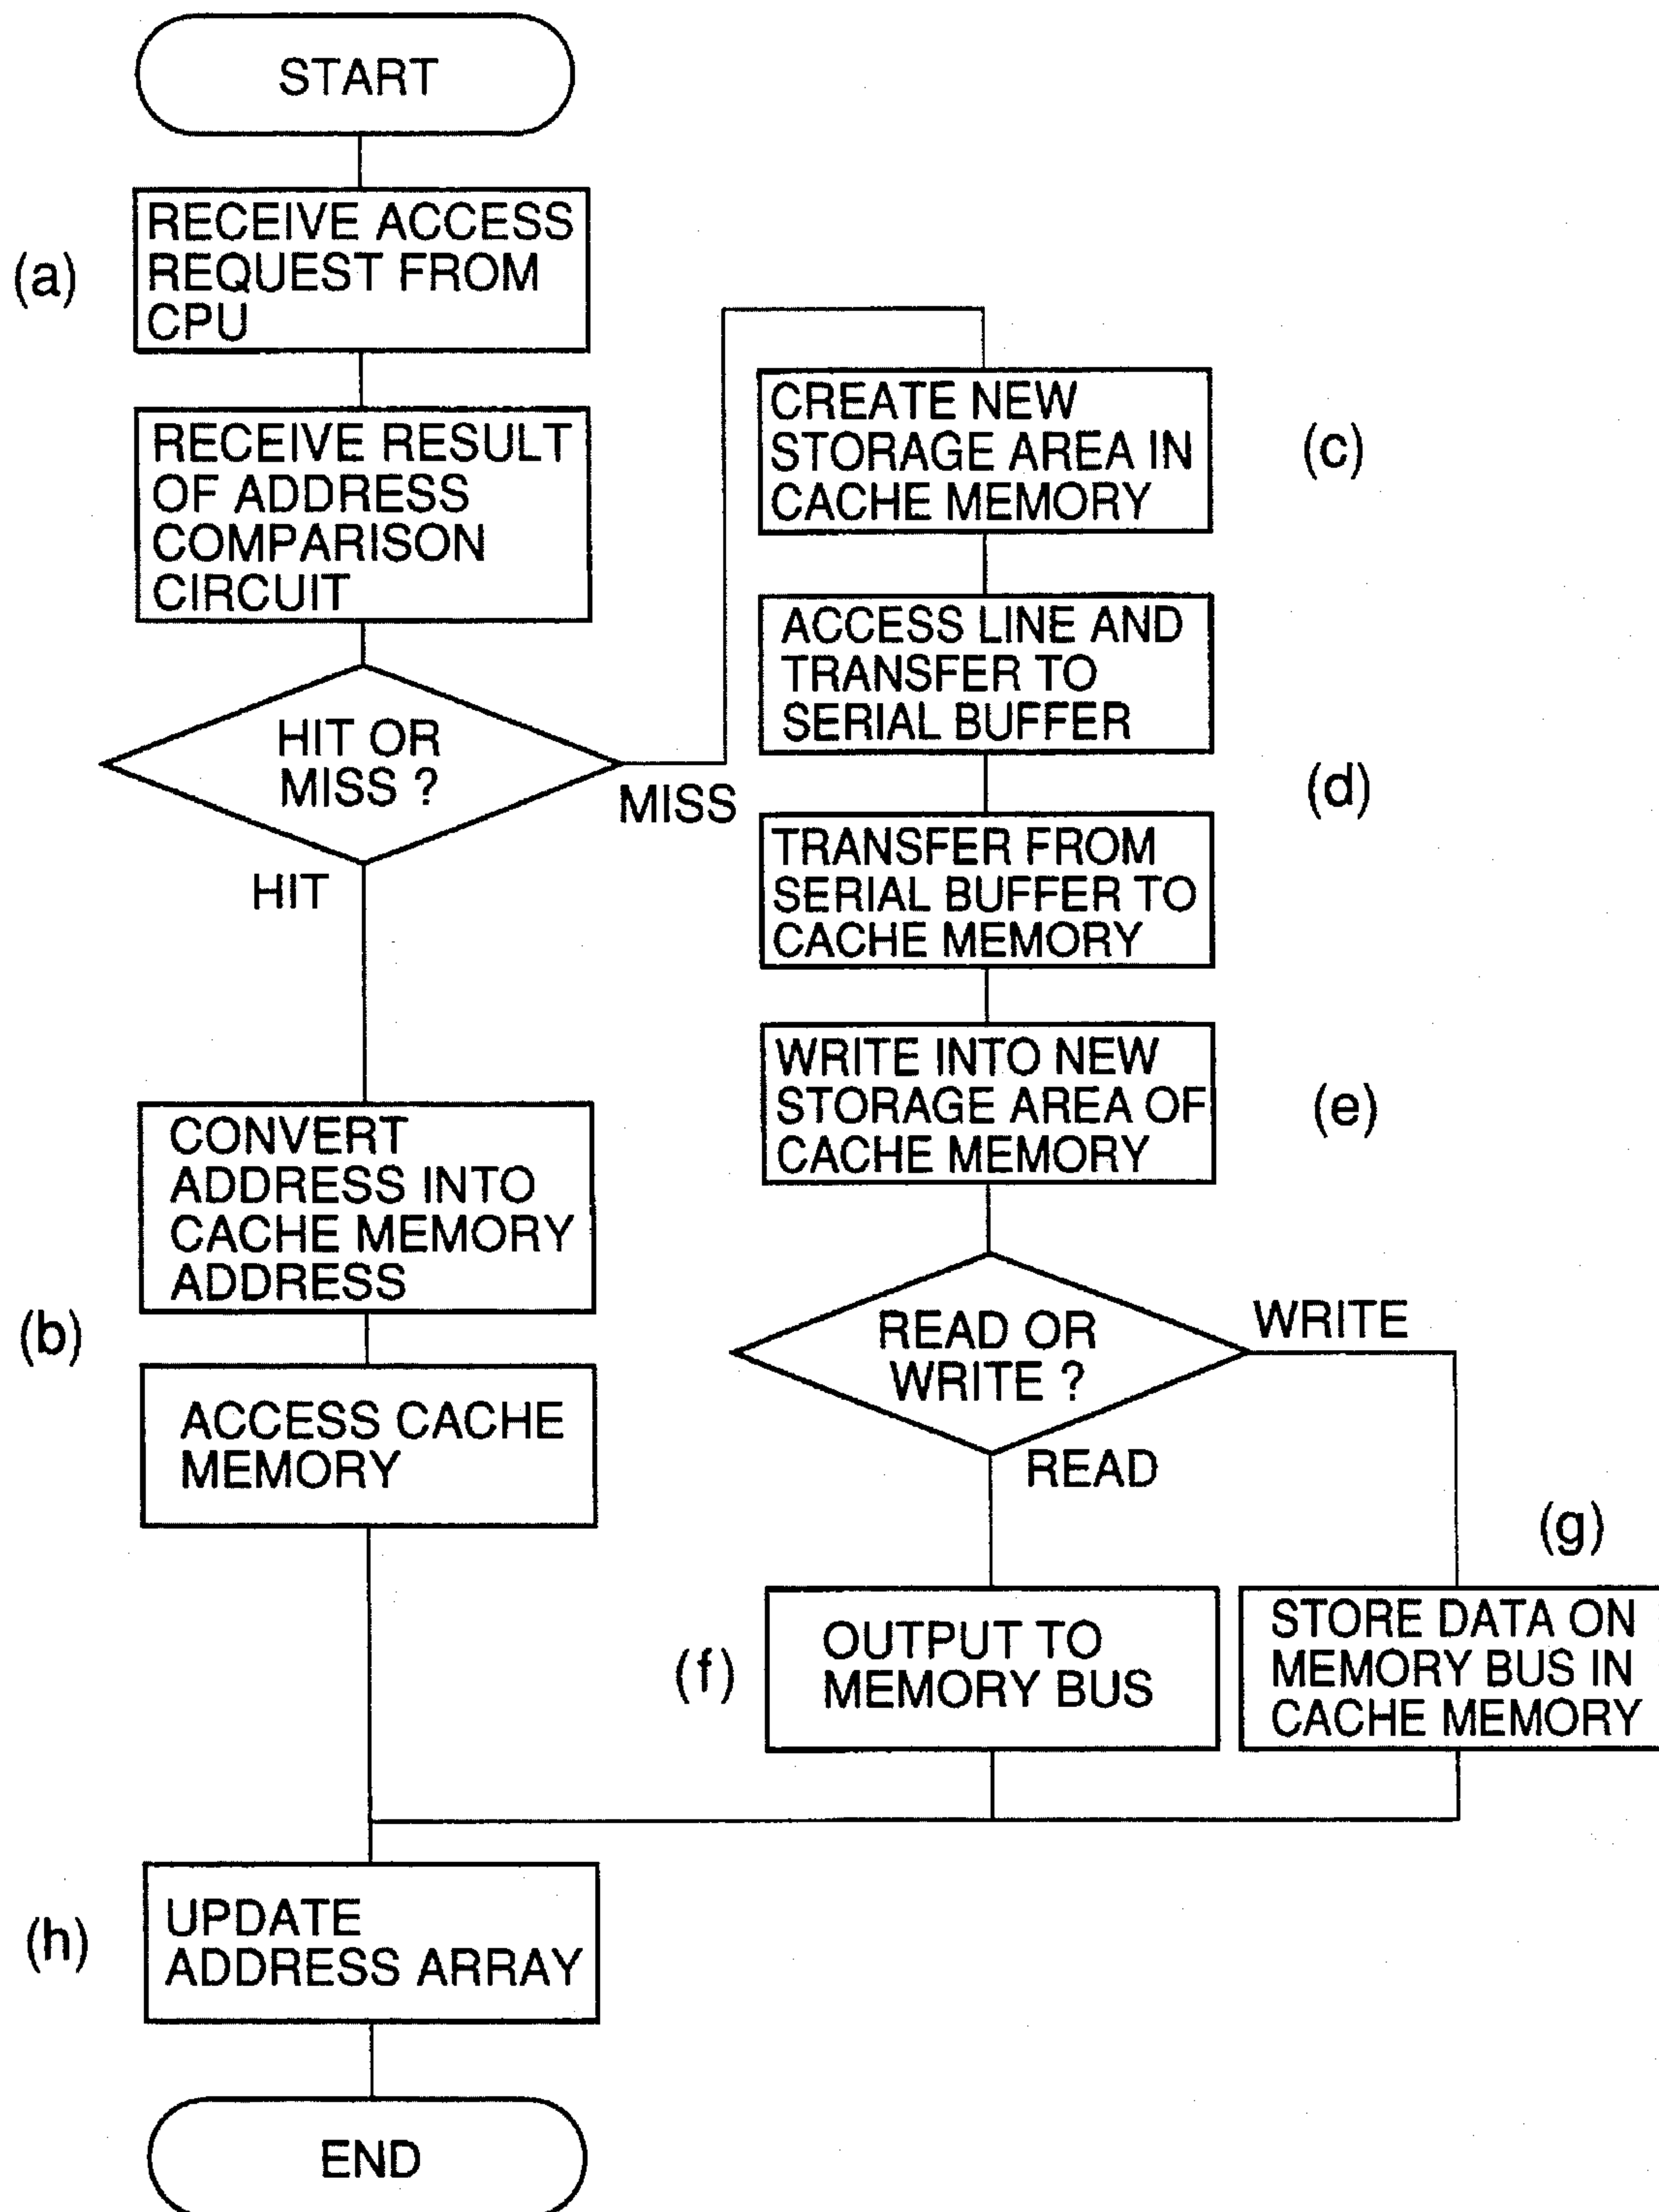 START
(a)
RECEIVE ACCESS
REQUEST FROM
CPU
RECEIVE RESULT
OF ADDRESS
COMPARISON
CIRCUIT
HIT OR
MISS ?
MISS
HIT
CONVERT
ADDRESS INTO
CACHE MEMORY
ADDRESS
(b)
ACCESS CACHE
MEMORY
CREATE NEW
STORAGE AREA IN
CACHE MEMORY
(c)
ACCESS LINE AND
TRANSFER TO
SERIAL BUFFER
(d)
TRANSFER FROM
SERIAL BUFFER TO
CACHE MEMORY
WRITE INTO NEW
STORAGE AREA OF
CACHE MEMORY
(e)
READ OR
WRITE ?
WRITE
READ
(f)
OUTPUT TO
MEMORY BUS
(g)
STORE DATA ON
MEMORY BUS IN
CACHE MEMORY
(h)
UPDATE
ADDRESS ARRAY
END